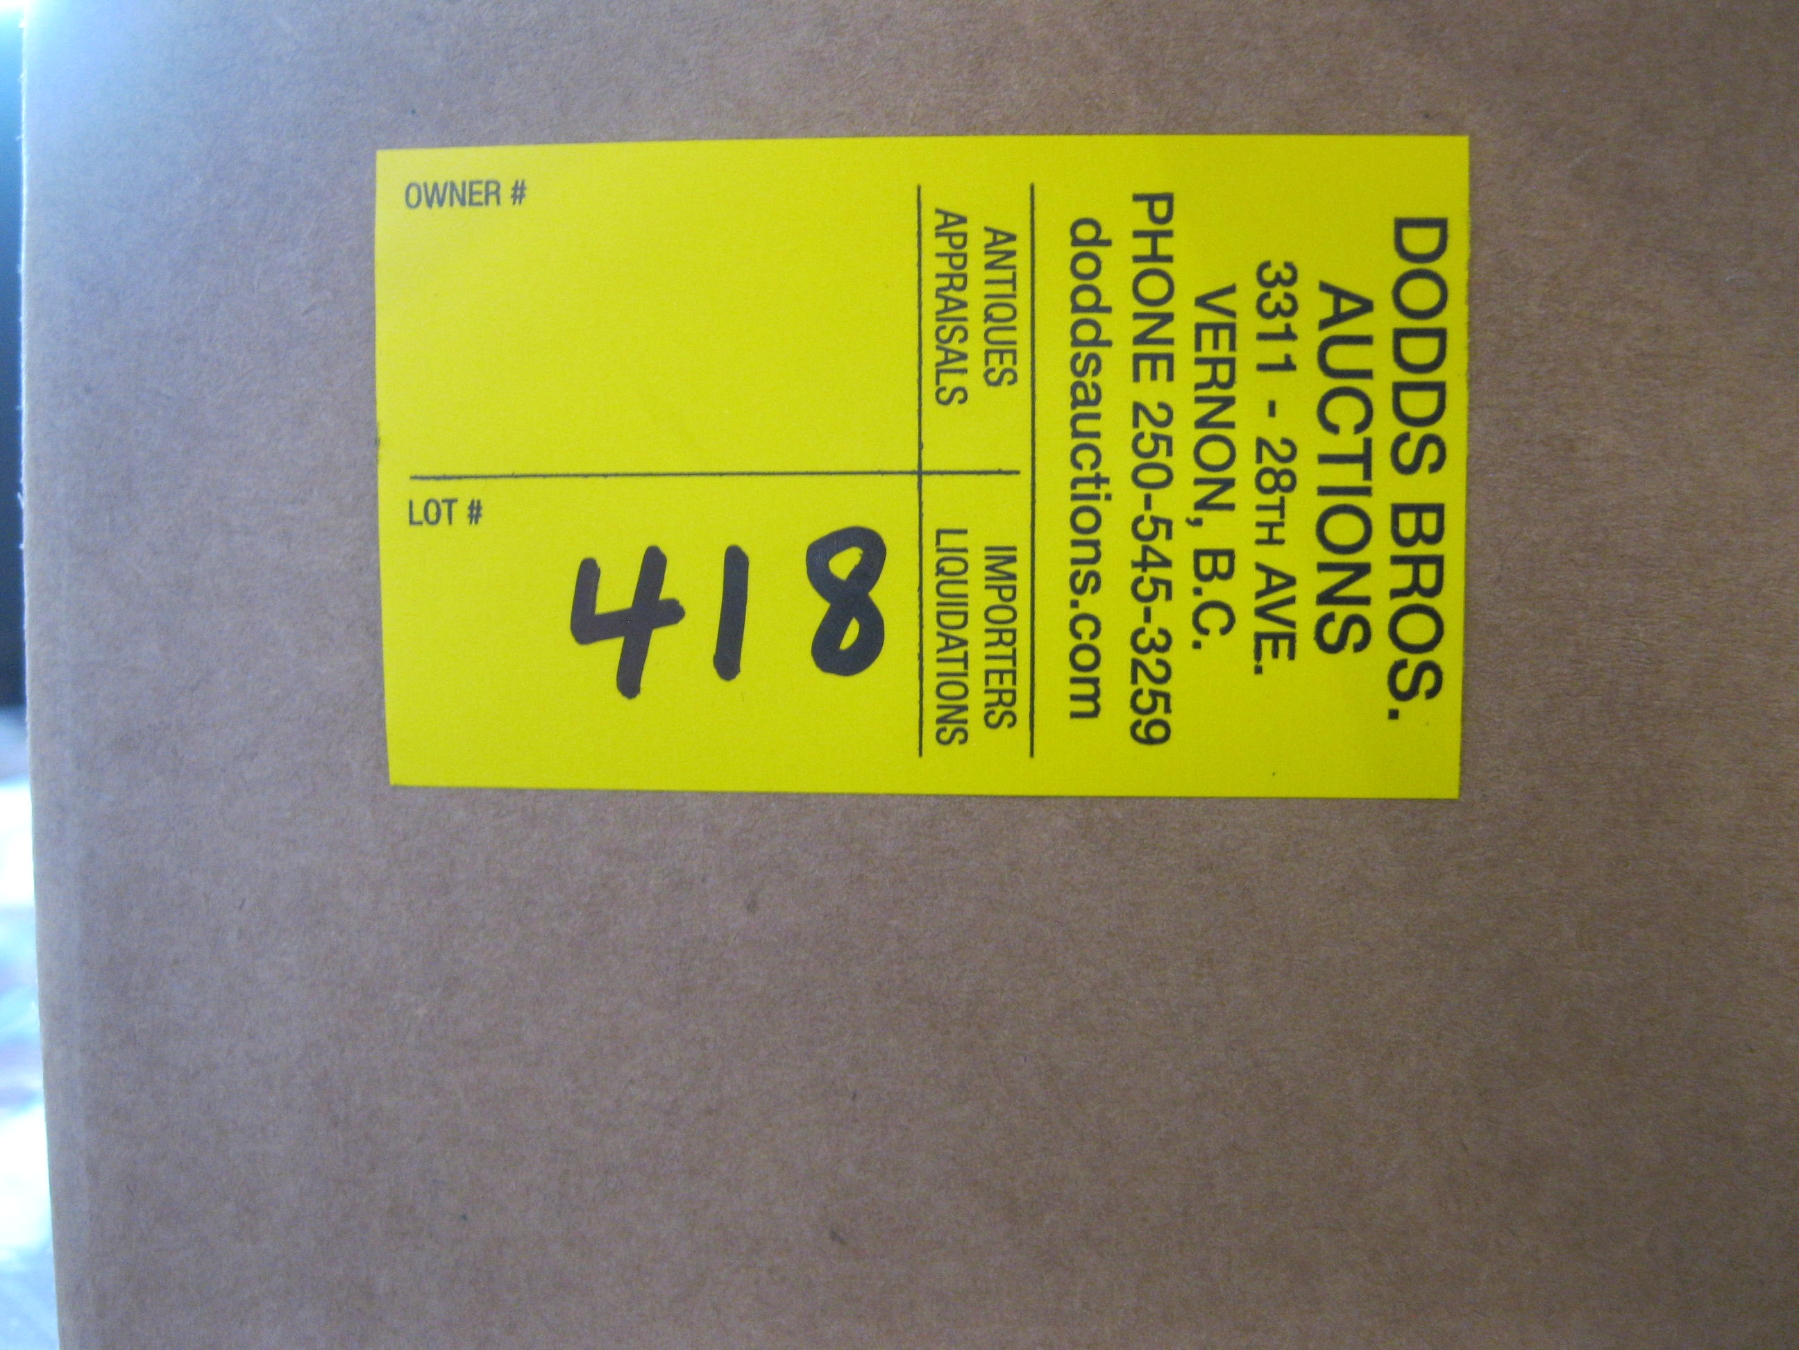 DODDS BROS.
AUCTIONS
3311 - 28TH AVE.
VERNON, B.C.
PHONE 250-545-3259
doddsauctions.com
ANTIQUES IMPORTERS
APPRAISALS LIQUIDATIONS
OWNER #
LOT #
418